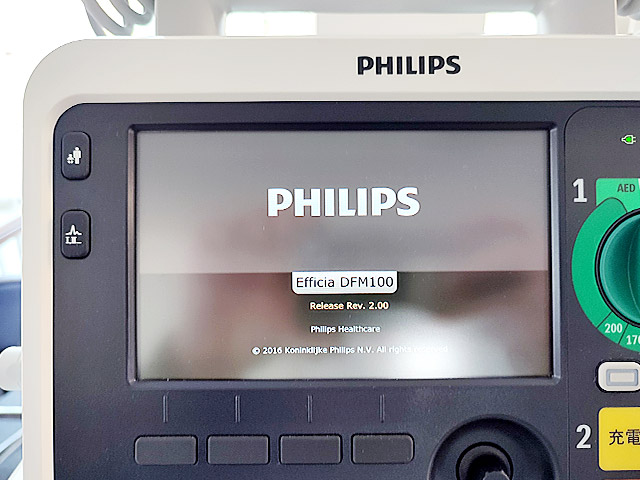 PHILIPS
PHILIPS
1
AED
Efficia DFM100
Release Rev. 2.00
Philips Healthcare
© 2016 Koninklijke Philips N.V. All rights
200
170
2
充電